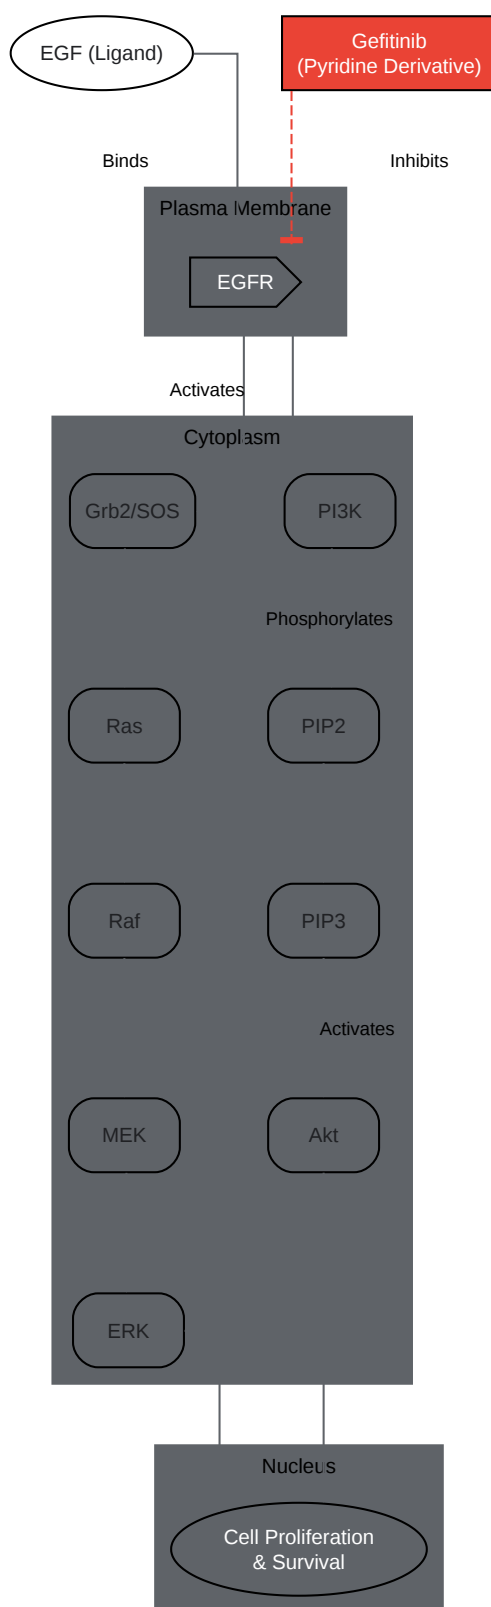 EGF (Ligand)
Gefitinib
(Pyridine Derivative)
Binds
Inhibits
Plasma Membrane
EGFR
Activates
Cytoplasm
Grb2/SOS
PI3K
Phosphorylates
Ras
PIP2
Raf
PIP3
Activates
MEK
Akt
ERK
Nucleus
Cell Proliferation
& Survival